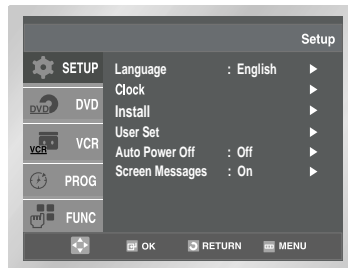 Setup
SETUP
DVD DVD
VCR VCR
PROG
FUNC
Language : English
Clock
Install
User Set
Auto Power Off : Off
Screen Messages : On
OK RETURN MENU